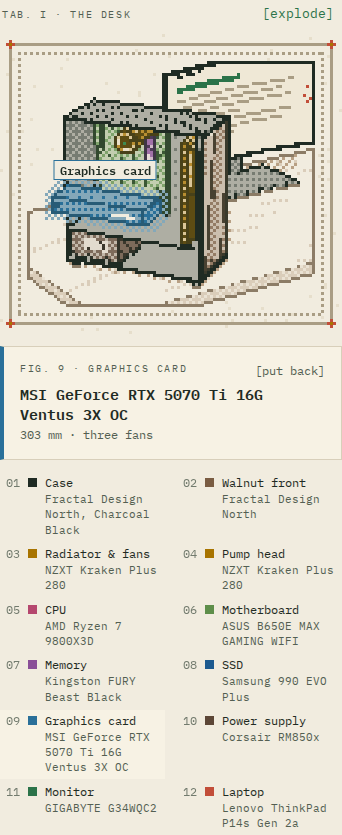 TAB. I · THE DESK
[explode]
Graphics card
FIG. 9 · GRAPHICS CARD
[put back]
MSI GeForce RTX 5070 Ti 16G
Ventus 3X OC
303 mm · three fans
01 Case
Fractal Design
North, Charcoal
Black
02 Walnut front
Fractal Design
North
03 Radiator & fans
NZXT Kraken Plus
280
04 Pump head
NZXT Kraken Plus
280
05 CPU
AMD Ryzen 7
9800X3D
06 Motherboard
ASUS B650E MAX
GAMING WIFI
07 Memory
Kingston FURY
Beast Black
08 SSD
Samsung 990 EVO
Plus
09 Graphics card
MSI GeForce RTX
5070 Ti 16G
Ventus 3X OC
10 Power supply
Corsair RM850x
11 Monitor
GIGABYTE G34WQC2
12 Laptop
Lenovo ThinkPad
P14s Gen 2a